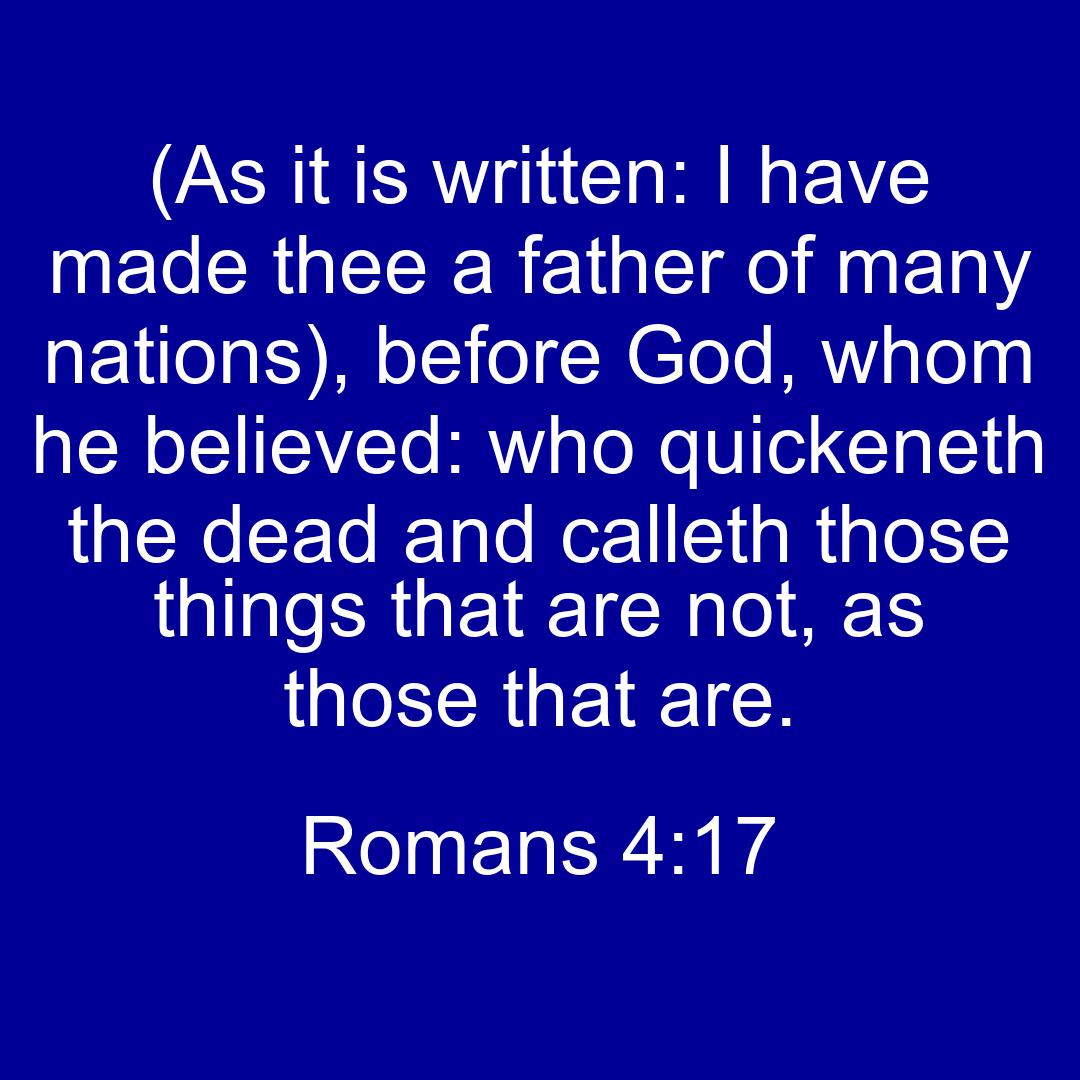 (As it is written: I have
made thee a father of many
nations), before God, whom
he believed: who quickeneth
the dead and calleth those
things that are not, as
those that are.
Romans 4:17